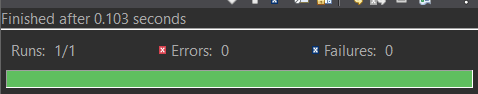 Finished after 0.103 seconds
Runs: 1/1 Errors: 0 Failures: 0